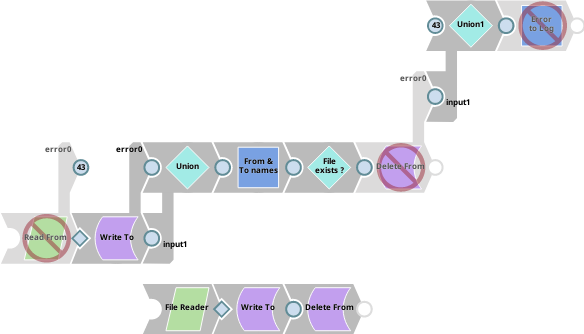 43
Union1
Error
to Log
error0
input1
error0
43
error0
Union
From &
To names
File
exists ?
Delete From
Read From
Write To
input1
File Reader
Write To
Delete From